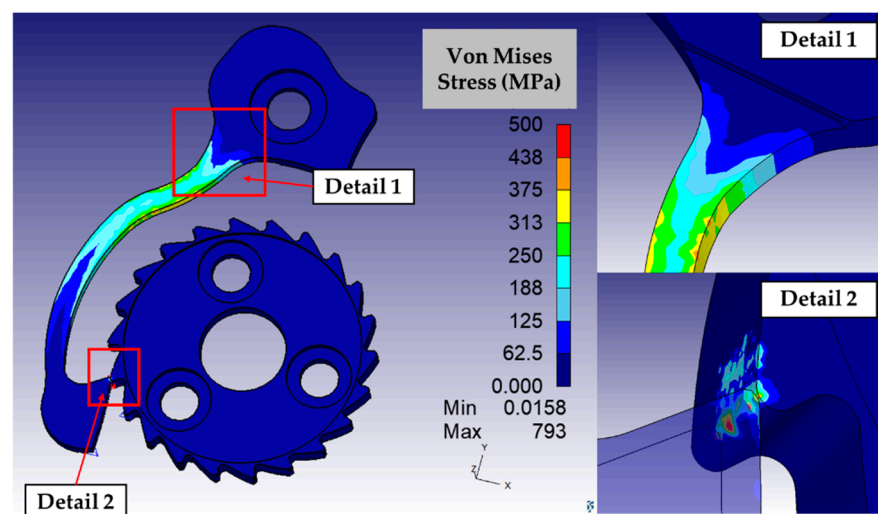 Von Mises
Stress (MPa)
500
438
375
313
250
188
125
62.5
0.000
Min 0.0158
Max 793
Detail 1
Detail 2
Y
Z
X
Detail 1
Detail 2